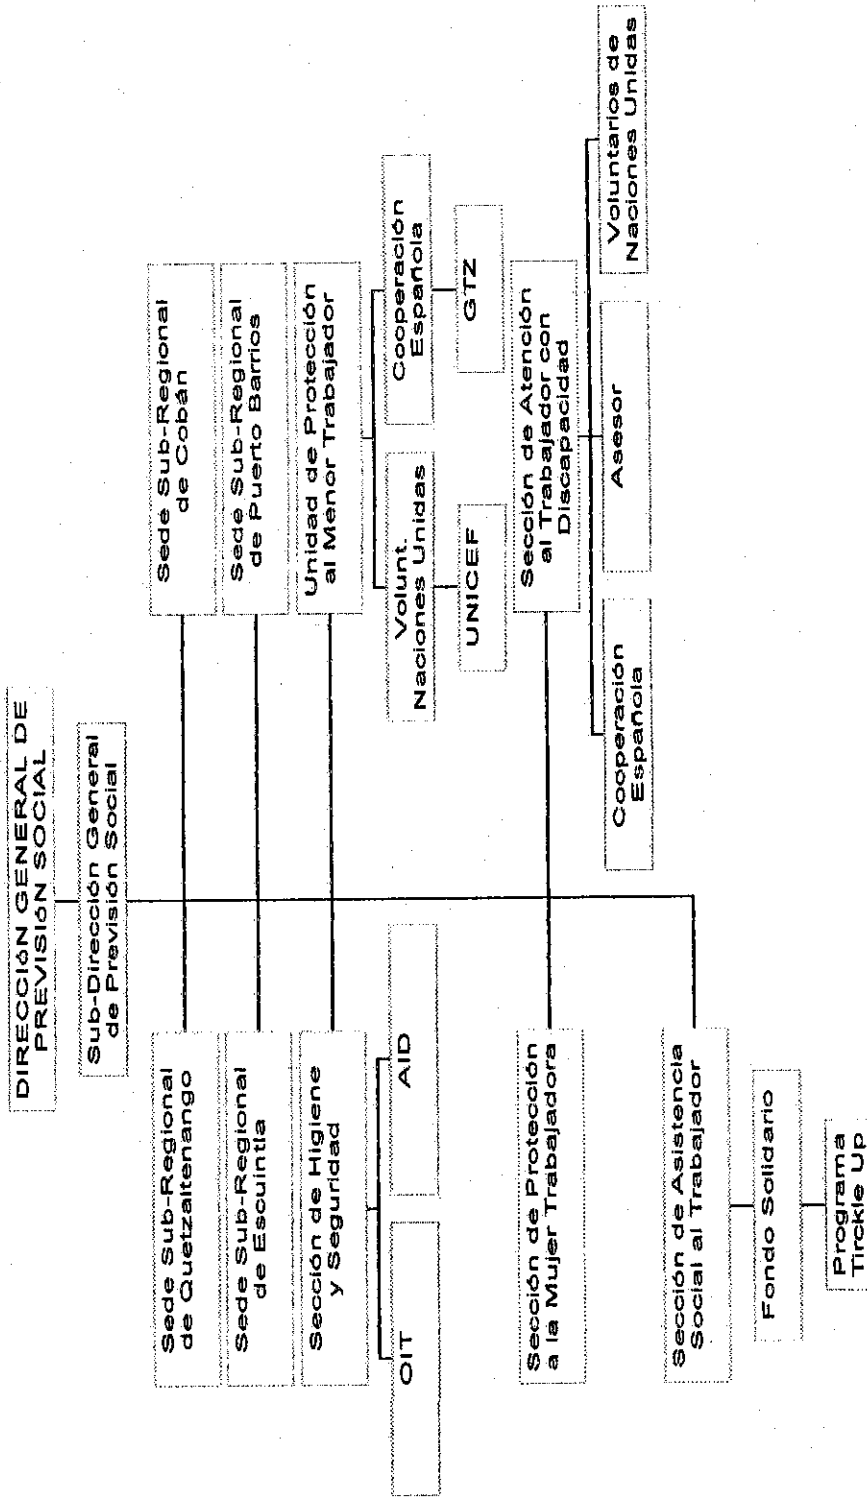 DIRECCIÓN GENERAL DE
PREVISIÓN SOCIAL
Sub-Dirección General
de Previsión Social
Sede Sub-Regional
de Quetzaltenango
Sede Sub-Regional
de Cobán
Sede Sub-Regional
de Escuintla
Sede Sub-Regional
de Puerto Barrios
Sección de Higiene
y Seguridad
Unidad de Protección
al Menor Trabajador
OIT
AID
Volunt.
Naciones Unidas
Cooperación
Española
UNICEF
GTZ
Sección de Protección
a la Mujer Trabajadora
Sección de Atención
al Trabajador con
Discapacidad
Cooperación
Española
Asesor
Voluntarios de
Naciones Unidas
Sección de Asistencia
Social al Trabajador
Fondo Solidario
Programa
Tirckle Up